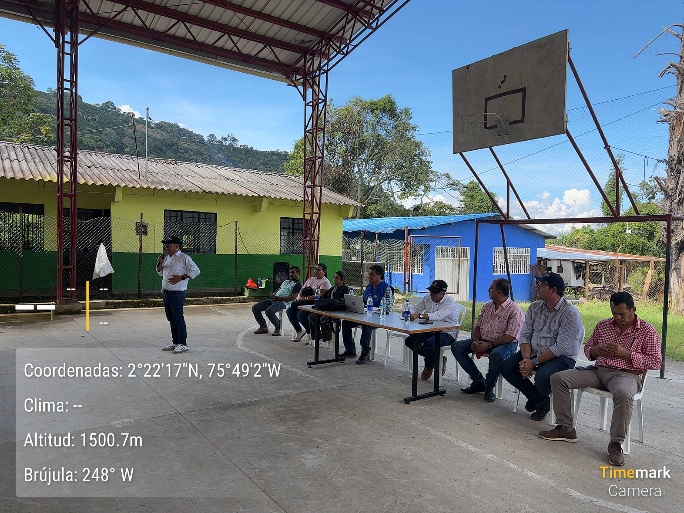 Coordenadas: 2°22'17"N, 75°49'2"W
Clima: --
Altitud: 1500.7m
Brújula: 248° W
Timemark
Camera